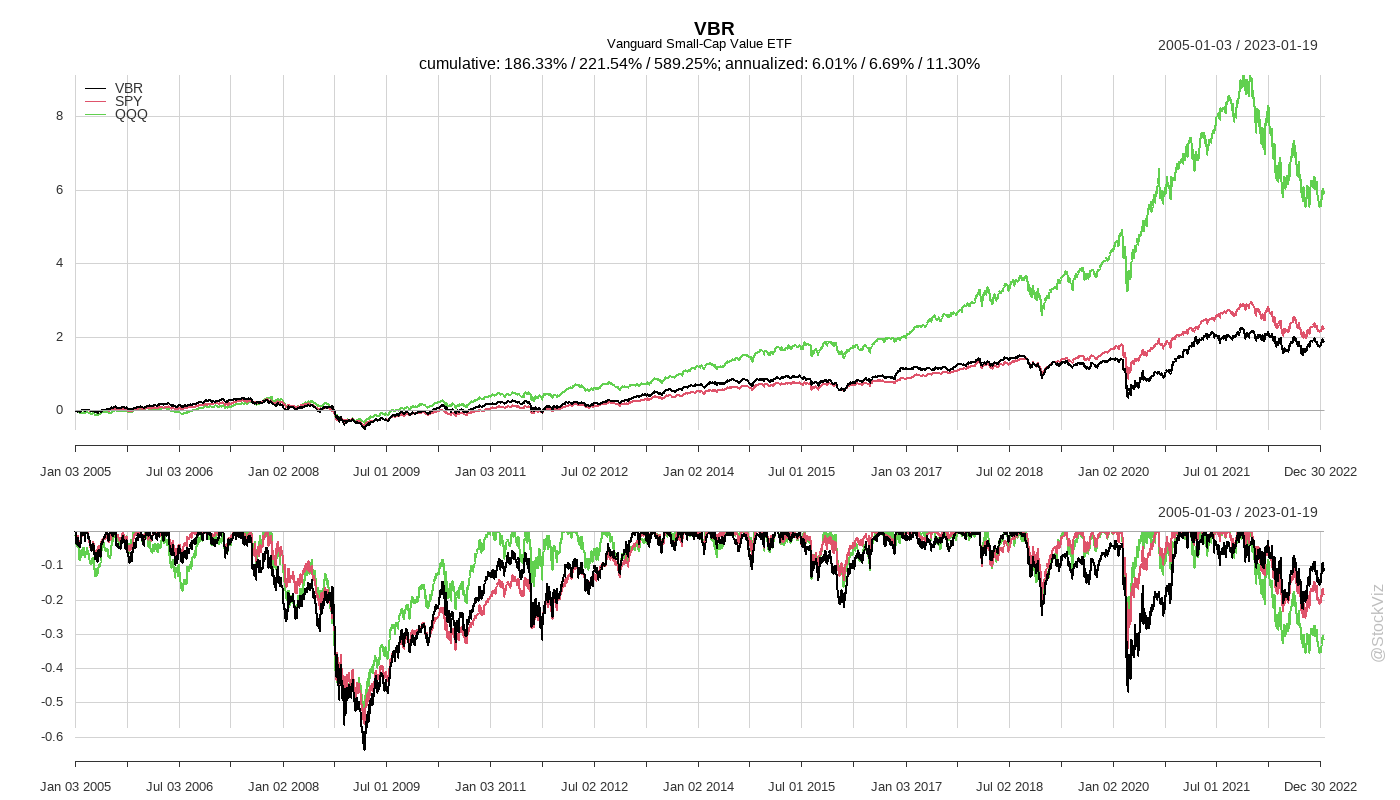 VBR
Vanguard Small-Cap Value ETF
2005-01-03 / 2023-01-19
cumulative: 186.33% / 221.54% / 589.25%; annualized: 6.01% / 6.69% / 11.30%
VBR
SPY
QQQ
8
6
4
2
0
Jan 03 2005 Jul 03 2006 Jan 02 2008 Jul 01 2009 Jan 03 2011 Jul 02 2012 Jan 02 2014 Jul 01 2015 Jan 03 2017 Jul 02 2018 Jan 02 2020 Jul 01 2021 Dec 30 2022
2005-01-03 / 2023-01-19
-0.1
-0.2
-0.3
-0.4
-0.5
-0.6
Jan 03 2005 Jul 03 2006 Jan 02 2008 Jul 01 2009 Jan 03 2011 Jul 02 2012 Jan 02 2014 Jul 01 2015 Jan 03 2017 Jul 02 2018 Jan 02 2020 Jul 01 2021 Dec 30 2022
@StockViz